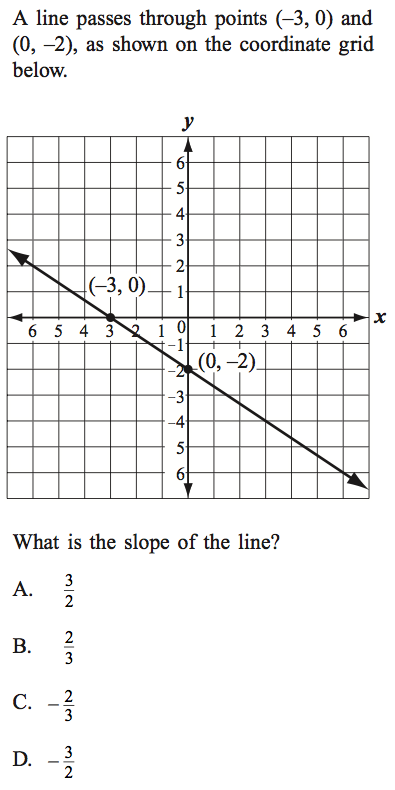 A line passes through points (–3, 0) and
(0, –2), as shown on the coordinate grid
below.
y
6
5
4
3
2
(–3, 0)
1
x
6 5 4 3 2 1 0 1 2 3 4 5 6
–1
–2
(0, –2)
–3
–4
5
6
What is the slope of the line?
A. 3/2
B. 2/3
C. – 2/3
D. – 3/2